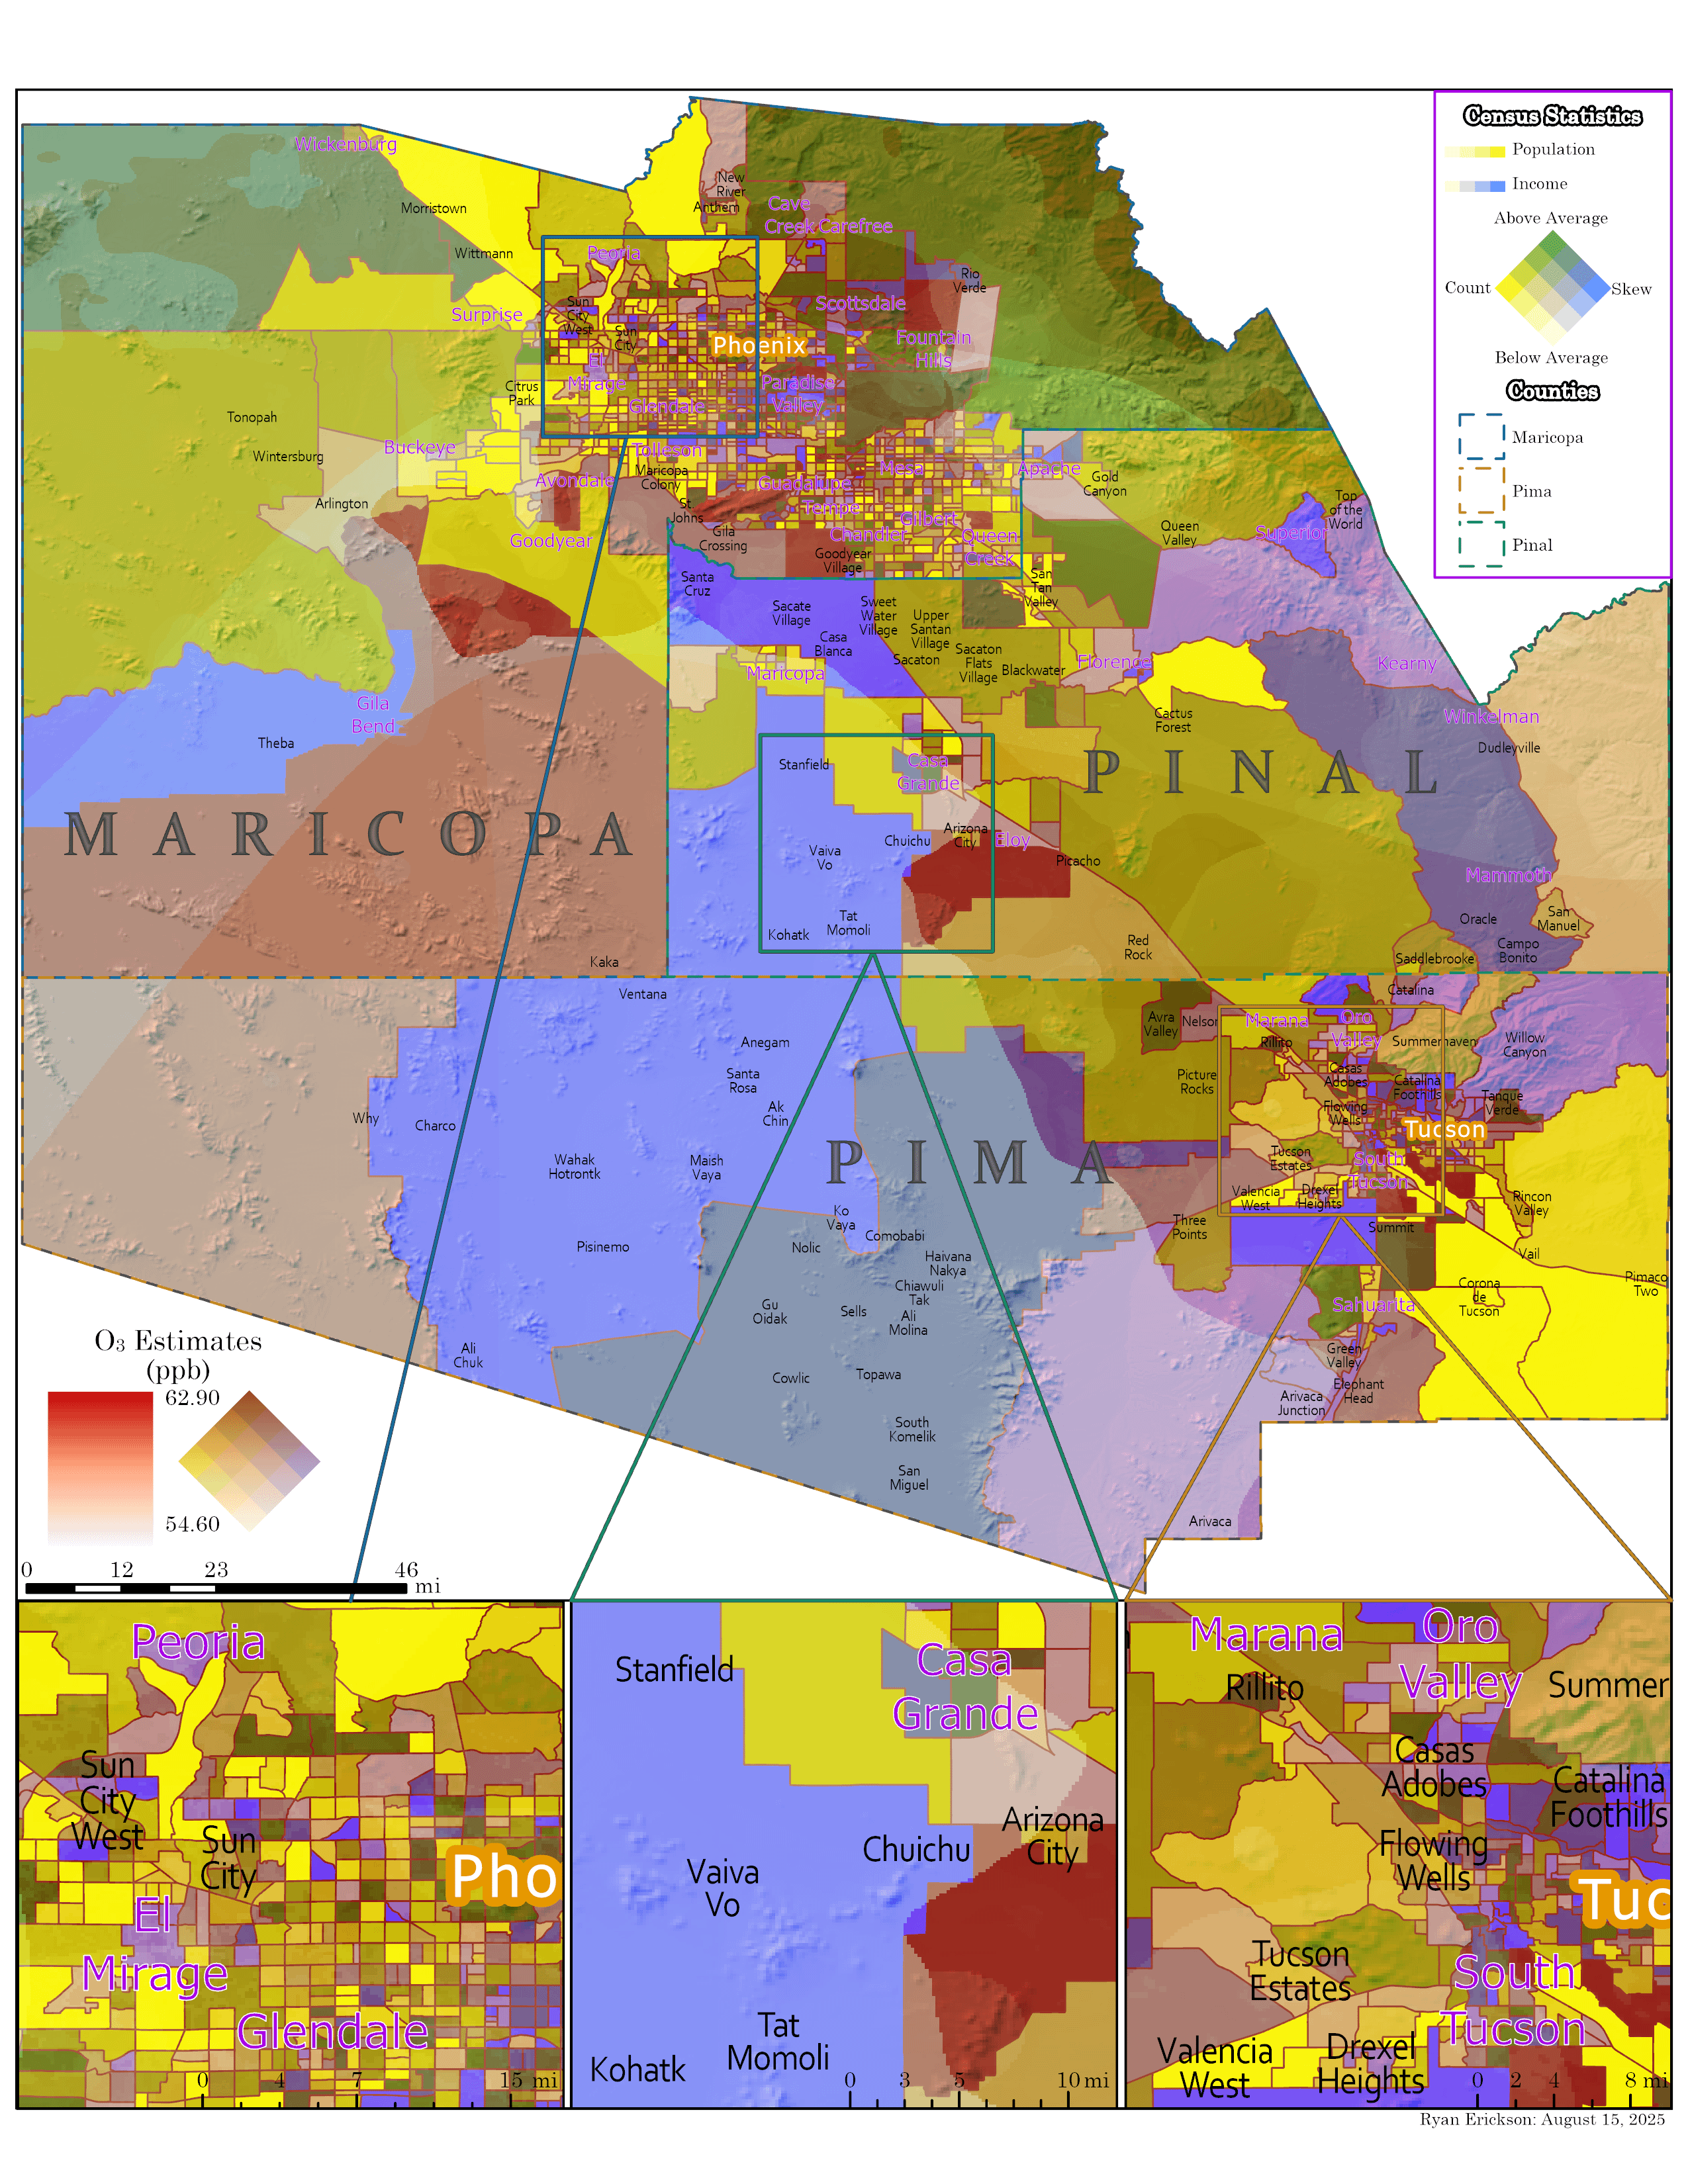 Census Statistics
Population
Income
Above Average
Count
Skew
Below Average
Counties
Maricopa
Pima
Pinal
Wickenburg
Morristown
Wittmann
Surprise
New
River
Anthem
Cave
Creek
Carefree
Peoria
Sun
City
West
Sun
City
El
Mirage
Glendale
Phoenix
Scottsdale
Rio
Verde
Fountain
Hills
Paradise
Valley
Citrus
Park
Tonopah
Wintersburg
Buckeye
Arlington
Avondale
Goodyear
Tolleson
Maricopa
Colony
St.
Johns
Gila
Crossing
Guadalupe
Tempe
Mesa
Gilbert
Chandler
Goodyear
Village
Queen
Creek
Apache
Gold
Canyon
Queen
Valley
Superior
Top
of the
World
San
Tan
Valley
Santa
Cruz
Sacate
Village
Casa
Blanca
Sweet
Water
Village
Upper
Santan
Village
Sacaton
Sacaton
Flats
Village
Blackwater
Florence
Kearny
Maricopa
Gila
Bend
Theba
Cactus
Forest
Winkelman
Dudleyville
Stanfield
Casa
Grande
PINAL
MARICOPA
Arizona
City
Eloy
Chuichu
Vaiva
Vo
Picacho
Mammoth
Tat
Momoli
Kohatk
Oracle
San
Manuel
Campo
Bonito
Saddlebrooke
Red
Rock
Kaka
Ventana
Catalina
Avra
Valley
Nelson
Marana
Oro
Valley
Rillito
Summerhaven
Willow
Canyon
Anegam
Santa
Rosa
Ak
Chin
Picture
Rocks
Casas
Adobes
Catalina
Foothills
Tanque
Verde
Flowing
Wells
Tucson
Why
Charco
Wahak
Hotrontk
Maish
Vaya
PIMA
Tucson
Estates
South
Tucson
Valencia
West
Drexel
Heights
Rincon
Valley
Ko
Vaya
Comobabi
Three
Points
Summit
Pisinemo
Nolic
Haivana
Nakya
Vail
Chiawuli
Tak
Pimaco
Two
Corona
de
Tucson
Gu
Oidak
Sells
Ali
Molina
Sahuarita
Ali
Chuk
Green
Valley
Cowlic
Topawa
Elephant
Head
Arivaca
Junction
South
Komelik
San
Miguel
Arivaca
O₃ Estimates
(ppb)
62.90
54.60
0 12 23 46 mi
Peoria
Sun
City
West
Sun
City
Pho
El
Mirage
Glendale
0 4 7 15 mi
Stanfield
Casa
Grande
Arizona
City
Chuichu
Vaiva
Vo
Tat
Momoli
Kohatk
0 3 5 10 mi
Marana
Oro
Valley
Rillito
Summer
Casas
Adobes
Catalina
Foothills
Flowing
Wells
Tuc
Tucson
Estates
South
Tucson
Valencia
West
Drexel
Heights
0 2 4 8 mi
Ryan Erickson: August 15, 2025